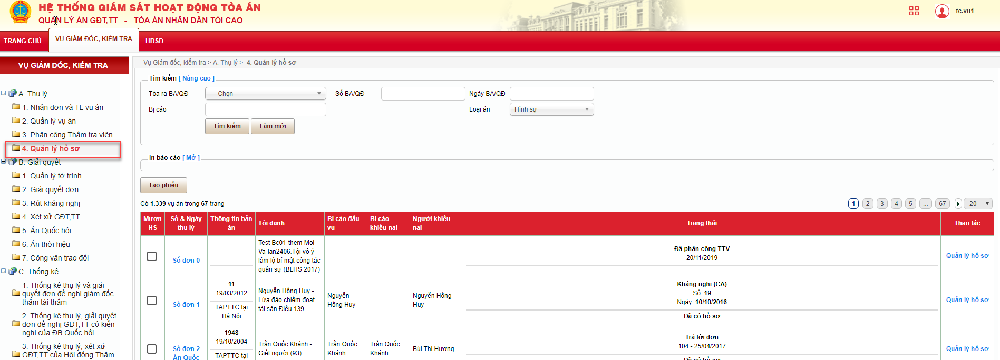 HỆ THỐNG GIÁM SÁT HOẠT ĐỘNG TÒA ÁN
QUẢN LÝ ÁN GĐT,TT - TÒA ÁN NHÂN DÂN TỐI CAO
tc.vu1
TRANG CHỦ
VỤ GIÁM ĐỐC, KIỂM TRA
HDSD
VỤ GIÁM ĐỐC, KIỂM TRA
A. Thụ lý
1. Nhận đơn và TL vụ án
2. Quản lý vụ án
3. Phân công Thẩm tra viên
4. Quản lý hồ sơ
B. Giải quyết
1. Quản lý tờ trình
2. Giải quyết đơn
3. Rút kháng nghị
4. Xét xử GĐT,TT
5. Án Quốc hội
6. Án thời hiệu
7. Công văn trao đổi
C. Thống kê
1. Thống kê thụ lý và giải
quyết đơn đề nghị giám đốc
thẩm tái thẩm
2. Thống kê thụ lý, giải quyết
đơn đề nghị GĐT,TT có kiến
nghị của ĐB Quốc hội
3. Thống kê thụ lý, xét xử
GĐT,TT của Hội đồng Thẩm
Vụ Giám đốc, kiểm tra > A. Thụ lý > 4. Quản lý hồ sơ
Tìm kiếm [ Nâng cao ]
Tòa ra BA/QĐ
--- Chọn ---
Số BA/QĐ
Ngày BA/QĐ
Bị cáo
Loại án
Hình sự
Tìm kiếm
Làm mới
In báo cáo [ Mở ]
Tạo phiếu
Có 1.339 vụ án trong 67 trang
1 2 3 4 5 ... 67 20
Mượn HS
Số & Ngày thụ lý
Thông tin bản án
Tội danh
Bị cáo đầu vụ
Bị cáo khiếu nại
Người khiếu nại
Trạng thái
Thao tác
Số đơn 0
Test Bc01-them Moi
Va-lan2406.Tội vô ý
làm lộ bí mật công tác
quân sự (BLHS 2017)
Đã phân công TTV
20/11/2019
Quản lý hồ sơ
Số đơn 1
11
19/03/2012
TAPTTC tại
Hà Nội
Nguyễn Hồng Huy -
Lừa đảo chiếm đoạt
tài sản Điều 139
Nguyễn
Hồng Huy
Nguyễn Hồng
Huy
Kháng nghị (CA)
Số: 19
Ngày: 10/10/2016
Đã có hồ sơ
Quản lý hồ sơ
Số đơn 2
Án Quốc
1948
19/10/2004
TAPTTC tại
Trần Quốc Khánh -
Giết người (93)
Trần Quốc
Khánh
Trần Quốc
Khánh
Bùi Thị Hương
Trả lời đơn
104 - 25/04/2017
Đã có hồ sơ
Quản lý hồ sơ